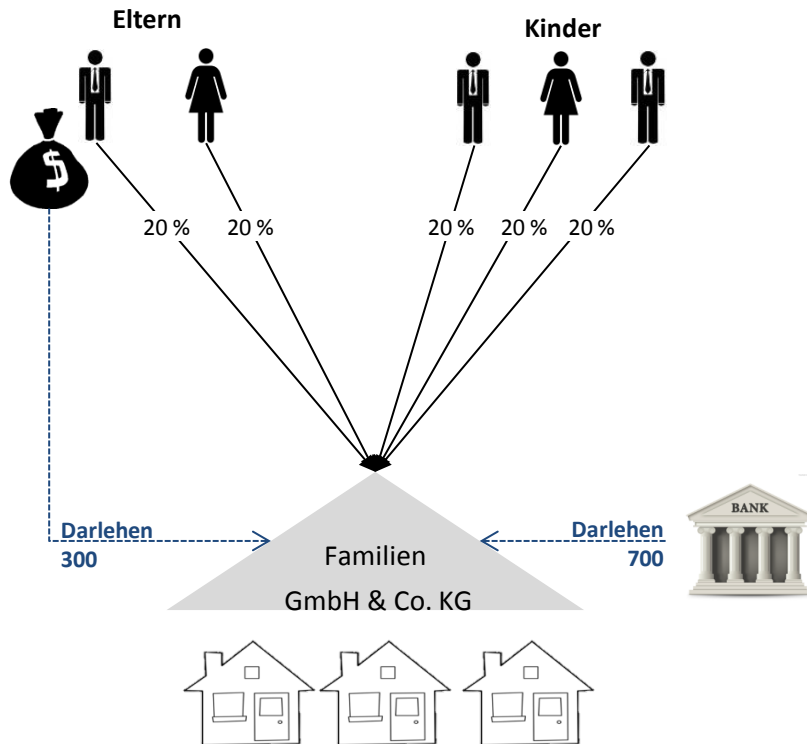 Eltern
Kinder
$
20 %
20 %
20 %
20 %
20 %
Darlehen
300
Darlehen
700
BANK
Familien
GmbH & Co. KG